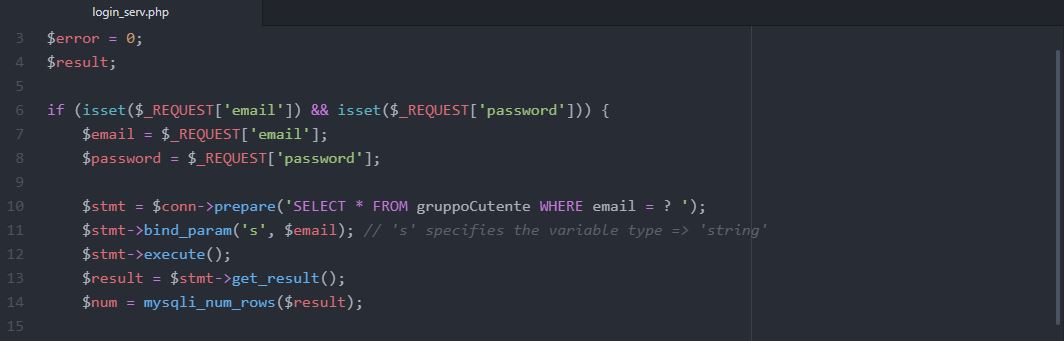 login_serv.php
3 $error = 0;
4 $result;
5
6 if (isset($_REQUEST['email']) && isset($_REQUEST['password'])) {
7 $email = $_REQUEST['email'];
8 $password = $_REQUEST['password'];
9
10 $stmt = $conn->prepare('SELECT * FROM gruppoCutente WHERE email = ? ');
11 $stmt->bind_param('s', $email); // 's' specifies the variable type => 'string'
12 $stmt->execute();
13 $result = $stmt->get_result();
14 $num = mysqli_num_rows($result);
15